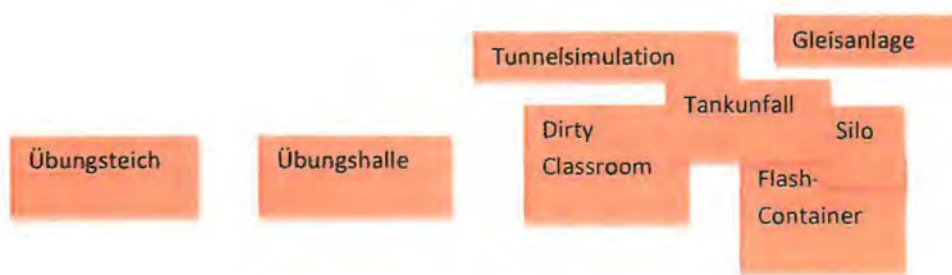 Gleisanlage
Tunnelsimulation
Tankunfall
Dirty
Classroom
Silo
Übungsteich
Übungshalle
Flash-
Container